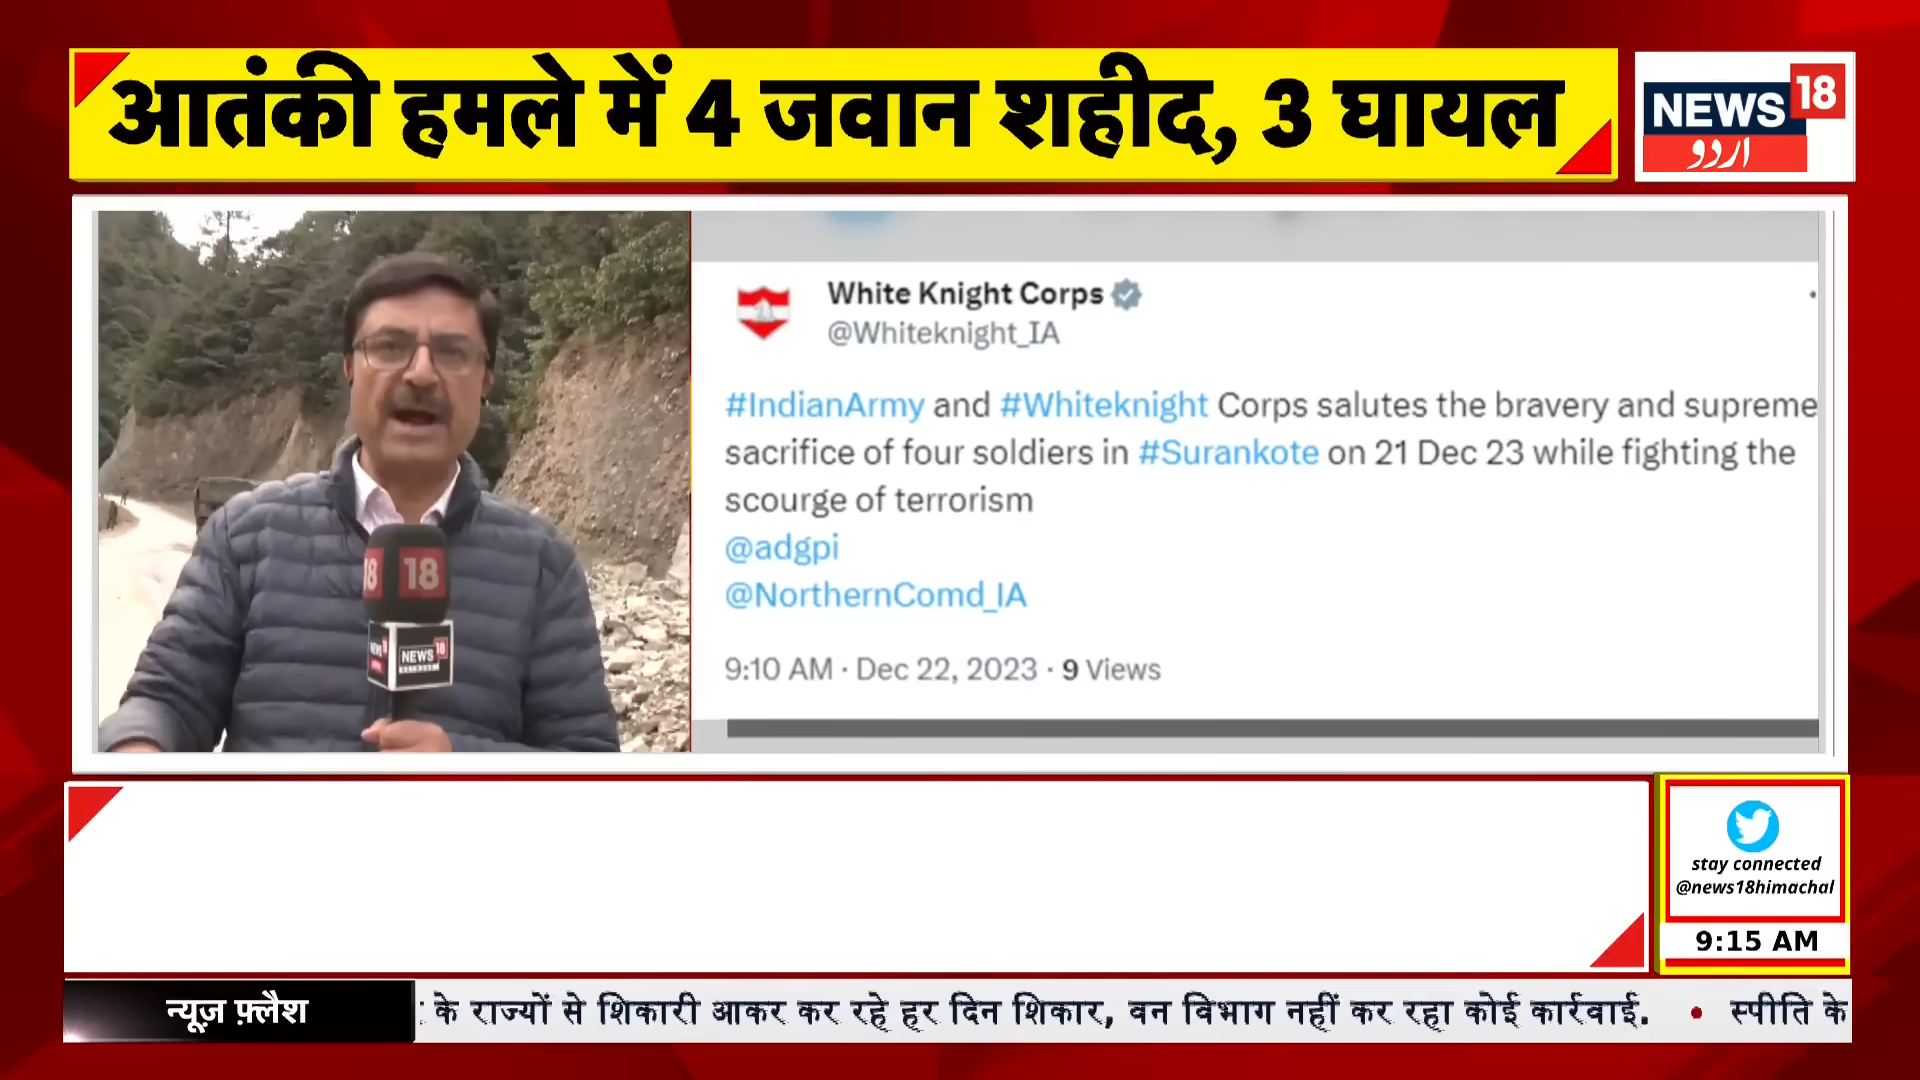 आतंकी हमले में 4 जवान शहीद, 3 घायल
NEWS 18
اردو
White Knight Corps
@Whiteknight_IA
#IndianArmy and #Whiteknight Corps salutes the bravery and supreme
sacrifice of four soldiers in #Surankote on 21 Dec 23 while fighting the
scourge of terrorism
@adgpi
@NorthernComd_IA
9:10 AM · Dec 22, 2023 · 9 Views
18 18
NEWS 18
stay connected
@news18himachal
9:15 AM
न्यूज़ फ़्लैश
के राज्यों से शिकारी आकर कर रहे हर दिन शिकार, वन विभाग नहीं कर रहा कोई कार्रवाई. • स्पीति के